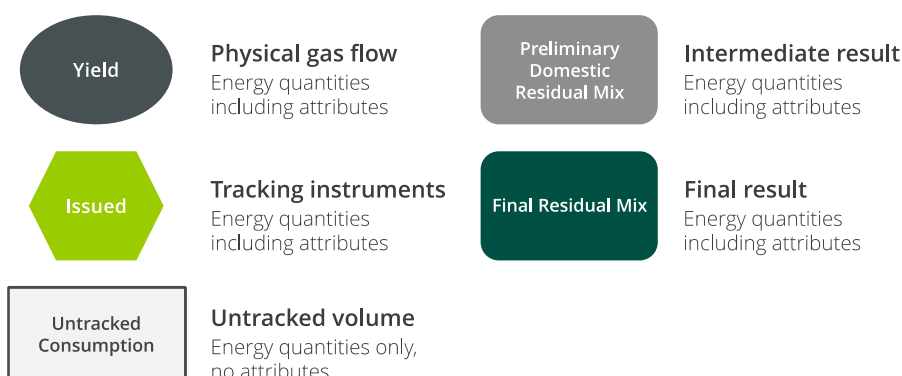 Yield
Physical gas flow
Energy quantities
including attributes
Preliminary
Domestic
Residual Mix
Intermediate result
Energy quantities
including attributes
Issued
Tracking instruments
Energy quantities
including attributes
Final Residual Mix
Final result
Energy quantities
including attributes
Untracked
Consumption
Untracked volume
Energy quantities only,
no attributes